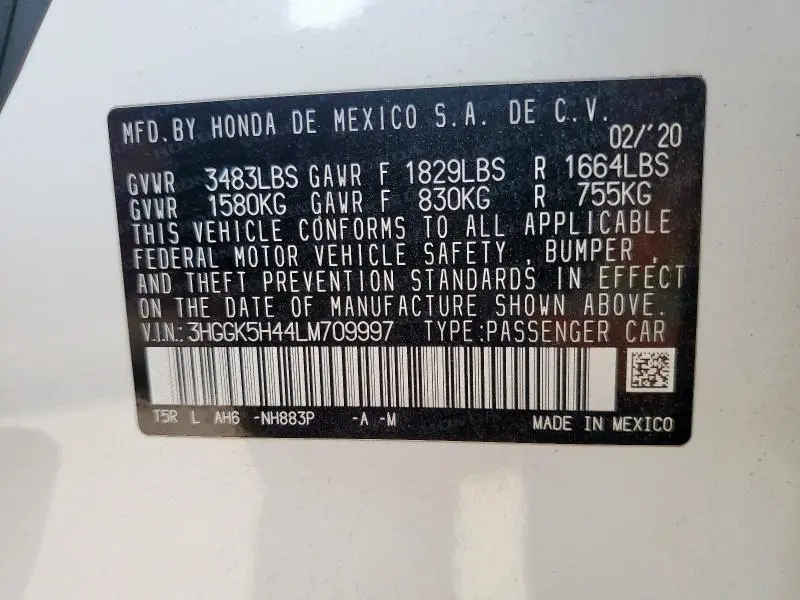 MFD.BY HONDA DE MEXICO S.A. DE C.V.
02/'20
GVWR 3483LBS GAWR F 1829LBS R 1664LBS
GVWR 1580KG GAWR F 830KG R 755KG
THIS VEHICLE CONFORMS TO ALL APPLICABLE
FEDERAL MOTOR VEHICLE SAFETY , BUMPER ,
AND THEFT PREVENTION STANDARDS IN EFFECT
ON THE DATE OF MANUFACTURE SHOWN ABOVE.
V.I.N.:3HGGK5H44LM709997 TYPE:PASSENGER CAR
T5R L AH6 -NH883P -A -M MADE IN MEXICO